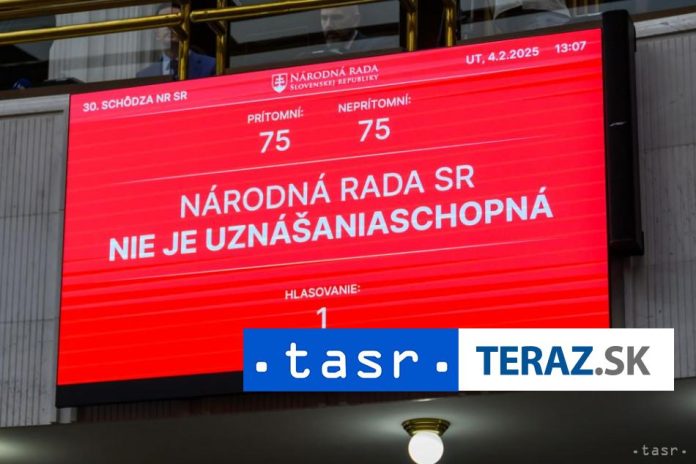 30. SCHÔDZA NR SR
NÁRODNÁ RADA
SLOVENSKEJ REPUBLIKY
UT, 4.2.2025 13:07
PRÍTOMNÍ:
NEPRÍTOMNÍ:
75
75
NÁRODNÁ RADA SR
NIE JE UZNÁŠANIASCHOPNÁ
HLASOVANIE:
1
.tasr.
TERAZ.SK
.tasr.